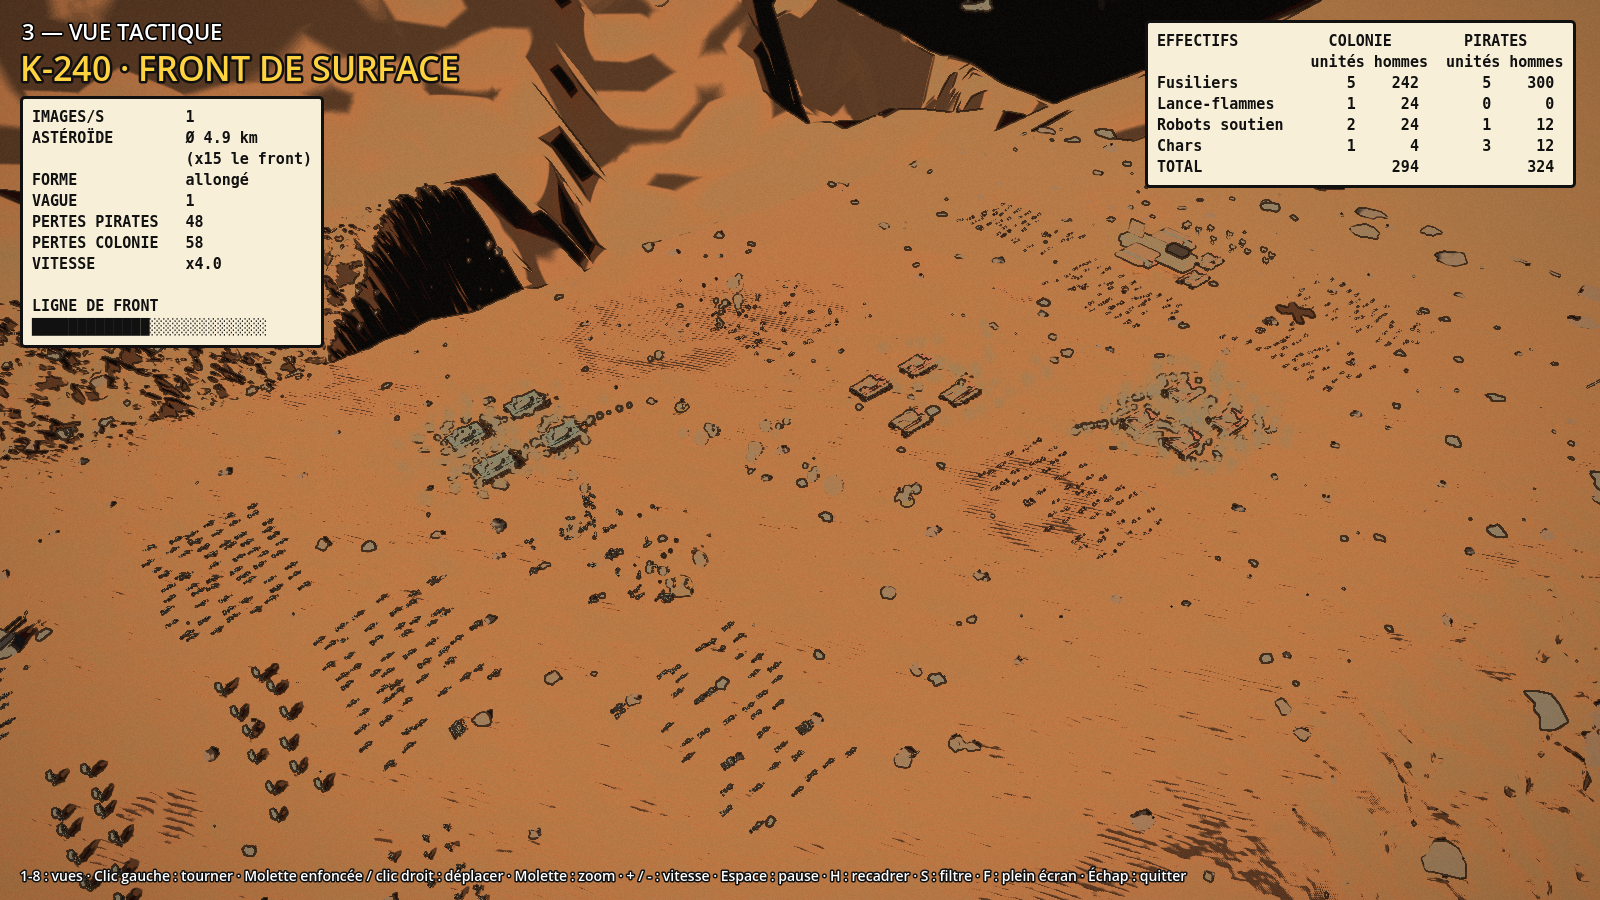 3 — VUE TACTIQUE
K-240 · FRONT DE SURFACE
IMAGES/S 1
ASTÉROÏDE Ø 4.9 km
(x15 le front)
FORME allongé
VAGUE 1
PERTES PIRATES 48
PERTES COLONIE 58
VITESSE x4.0
LIGNE DE FRONT
EFFECTIFS COLONIE PIRATES
unités hommes unités hommes
Fusiliers 5 242 5 300
Lance-flammes 1 24 0 0
Robots soutien 2 24 1 12
Chars 1 4 3 12
TOTAL 294 324
1-8 : vues · Clic gauche : tourner · Molette enfoncée / clic droit : déplacer · Molette : zoom · + / - : vitesse · Espace : pause · H : recadrer · S : filtre · F : plein écran · Échap : quitter